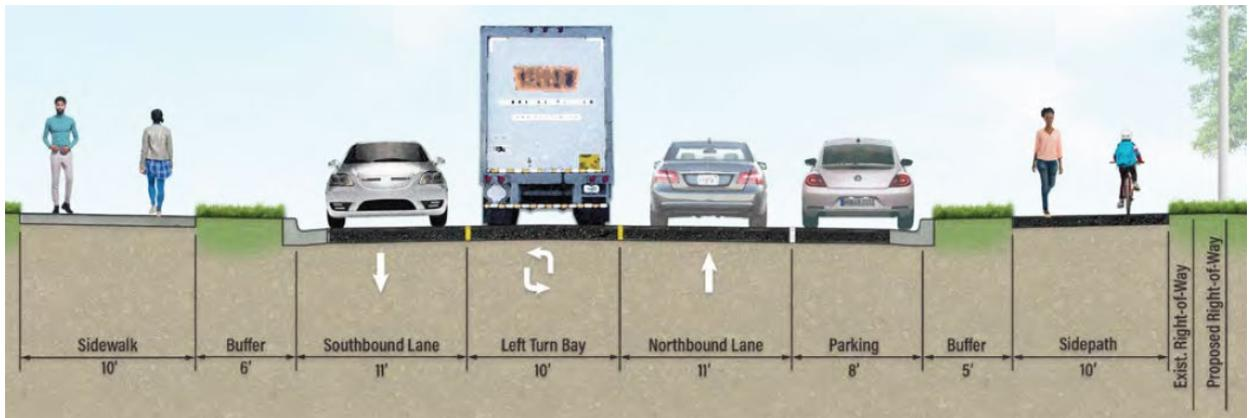 Sidewalk
10'
Buffer
6'
Southbound Lane
11'
Left Turn Bay
10'
Northbound Lane
11'
Parking
8'
Buffer
5'
Sidepath
10'
Exist. Right-of-Way
Proposed Right-of-Way